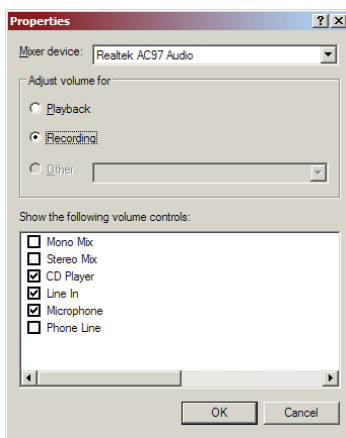 Properties
Mixer device: Realtek AC97 Audio
Adjust volume for
Playback
Recording
Other
Show the following volume controls:
Mono Mix
Stereo Mix
CD Player
Line In
Microphone
Phone Line
OK Cancel